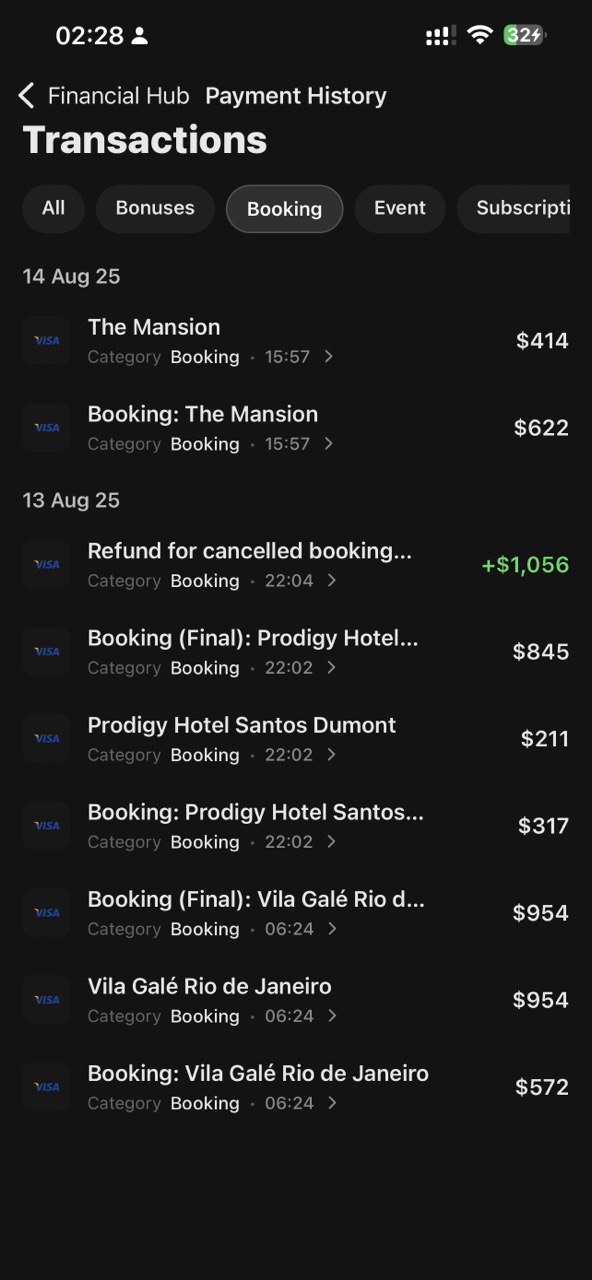 02:28
32
Financial Hub Payment History
Transactions
All Bonuses Booking Event Subscripti
14 Aug 25
VISA
The Mansion
Category Booking · 15:57
$414
VISA
Booking: The Mansion
Category Booking · 15:57
$622
13 Aug 25
VISA
Refund for cancelled booking...
Category Booking · 22:04
+$1,056
VISA
Booking (Final): Prodigy Hotel...
Category Booking · 22:02
$845
VISA
Prodigy Hotel Santos Dumont
Category Booking · 22:02
$211
VISA
Booking: Prodigy Hotel Santos...
Category Booking · 22:02
$317
VISA
Booking (Final): Vila Galé Rio d...
Category Booking · 06:24
$954
VISA
Vila Galé Rio de Janeiro
Category Booking · 06:24
$954
VISA
Booking: Vila Galé Rio de Janeiro
Category Booking · 06:24
$572